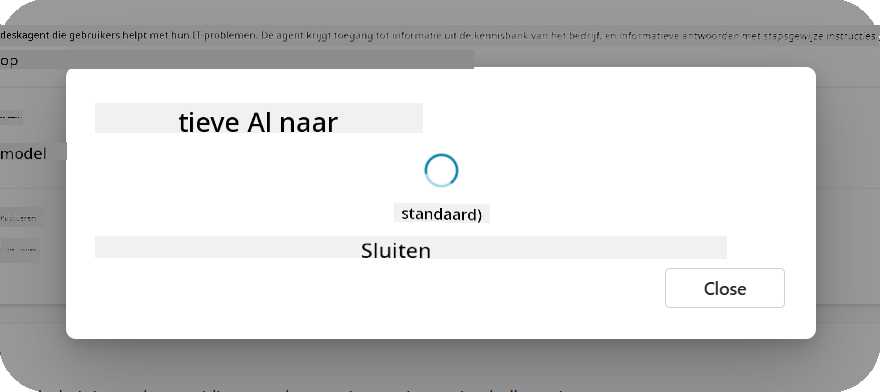 deskagent die gebruikers helpt met hun IT-problemen. De agent krijgt toegang tot informatie uit de kennisbank van het bedrijf, en informatieve antwoorden met stapsgewijze instructies
op
tieve AI naar
model
standaard)
Publiceren
Sluiten
Close